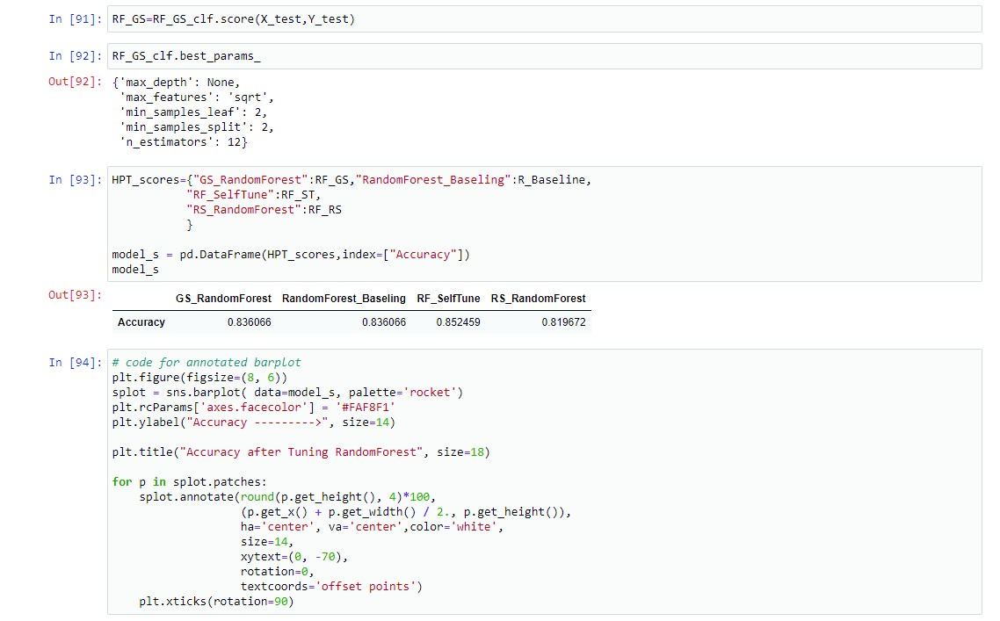 In [91]: RF_GS=RF_GS_clf.score(X_test,Y_test)
In [92]: RF_GS_clf.best_params_
Out[92]: {'max_depth': None,
'max_features': 'sqrt',
'min_samples_leaf': 2,
'min_samples_split': 2,
'n_estimators': 12}
In [93]: HPT_scores={"GS_RandomForest":RF_GS,"RandomForest_Baseling":R_Baseline,
"RF_SelfTune":RF_ST,
"RS_RandomForest":RF_RS
}
model_s = pd.DataFrame(HPT_scores,index=["Accuracy"])
model_s
Out[93]:
GS_RandomForest RandomForest_Baseling RF_SelfTune RS_RandomForest
Accuracy 0.836066 0.836066 0.852459 0.819672
In [94]: # code for annotated barplot
plt.figure(figsize=(8, 6))
splot = sns.barplot( data=model_s, palette='rocket')
plt.rcParams['axes.facecolor'] = '#FAF8F1'
plt.ylabel("Accuracy --------->", size=14)
plt.title("Accuracy after Tuning RandomForest", size=18)
for p in splot.patches:
splot.annotate(round(p.get_height(), 4)*100,
(p.get_x() + p.get_width() / 2., p.get_height()),
ha='center', va='center',color='white',
size=14,
xytext=(0, -70),
rotation=0,
textcoords='offset points')
plt.xticks(rotation=90)